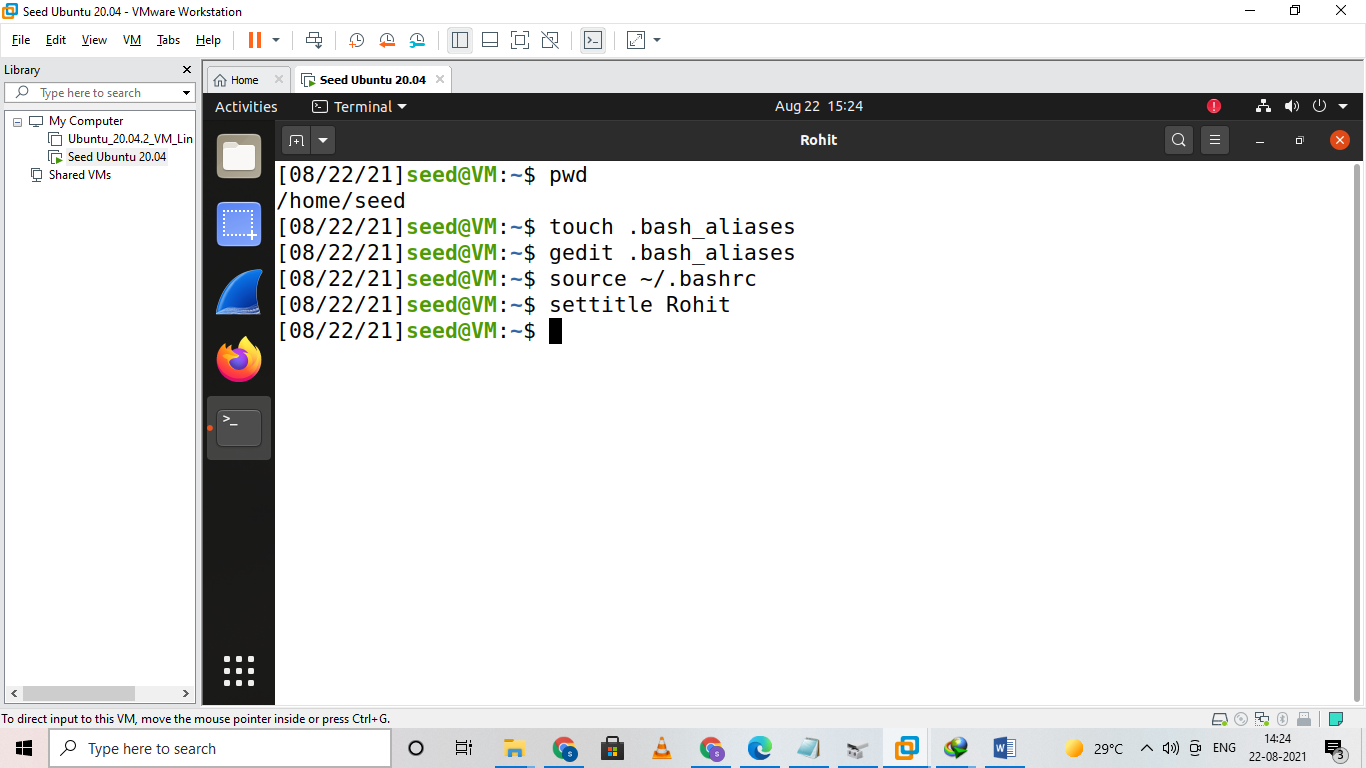 Seed Ubuntu 20.04 - VMware Workstation
File Edit View VM Tabs Help
Library
Type here to search
My Computer
Ubuntu_20.04.2_VM_Lin
Seed Ubuntu 20.04
Shared VMs
Home Seed Ubuntu 20.04
Activities Terminal Aug 22 15:24
Rohit
[08/22/21]seed@VM:~$ pwd
/home/seed
[08/22/21]seed@VM:~$ touch .bash_aliases
[08/22/21]seed@VM:~$ gedit .bash_aliases
[08/22/21]seed@VM:~$ source ~/.bashrc
[08/22/21]seed@VM:~$ settitle Rohit
[08/22/21]seed@VM:~$
To direct input to this VM, move the mouse pointer inside or press Ctrl+G.
Type here to search
29°C ENG 14:24
22-08-2021 3